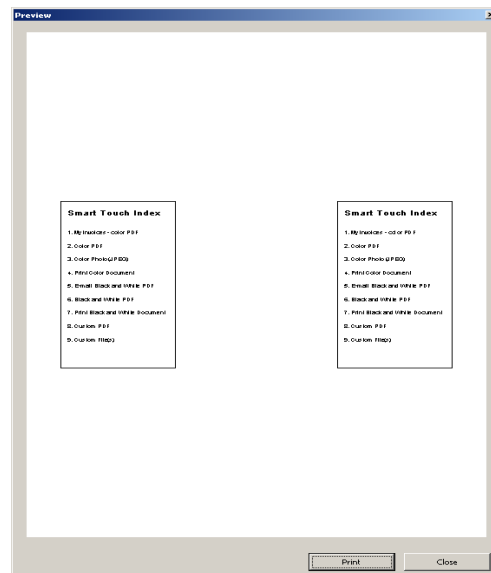 Preview
Smart Touch Index
1. My Invoices - color PDF
2. Color PDF
3. Color Photo(JPEG)
4. Print Color Document
5. E-mail Black and White PDF
6. Black and White PDF
7. Print Black and White Document
8. Custom PDF
9. Custom File(s)
Smart Touch Index
1. My Invoices - color PDF
2. Color PDF
3. Color Photo(JPEG)
4. Print Color Document
5. E-mail Black and White PDF
6. Black and White PDF
7. Print Black and White Document
8. Custom PDF
9. Custom File(s)
Print
Close